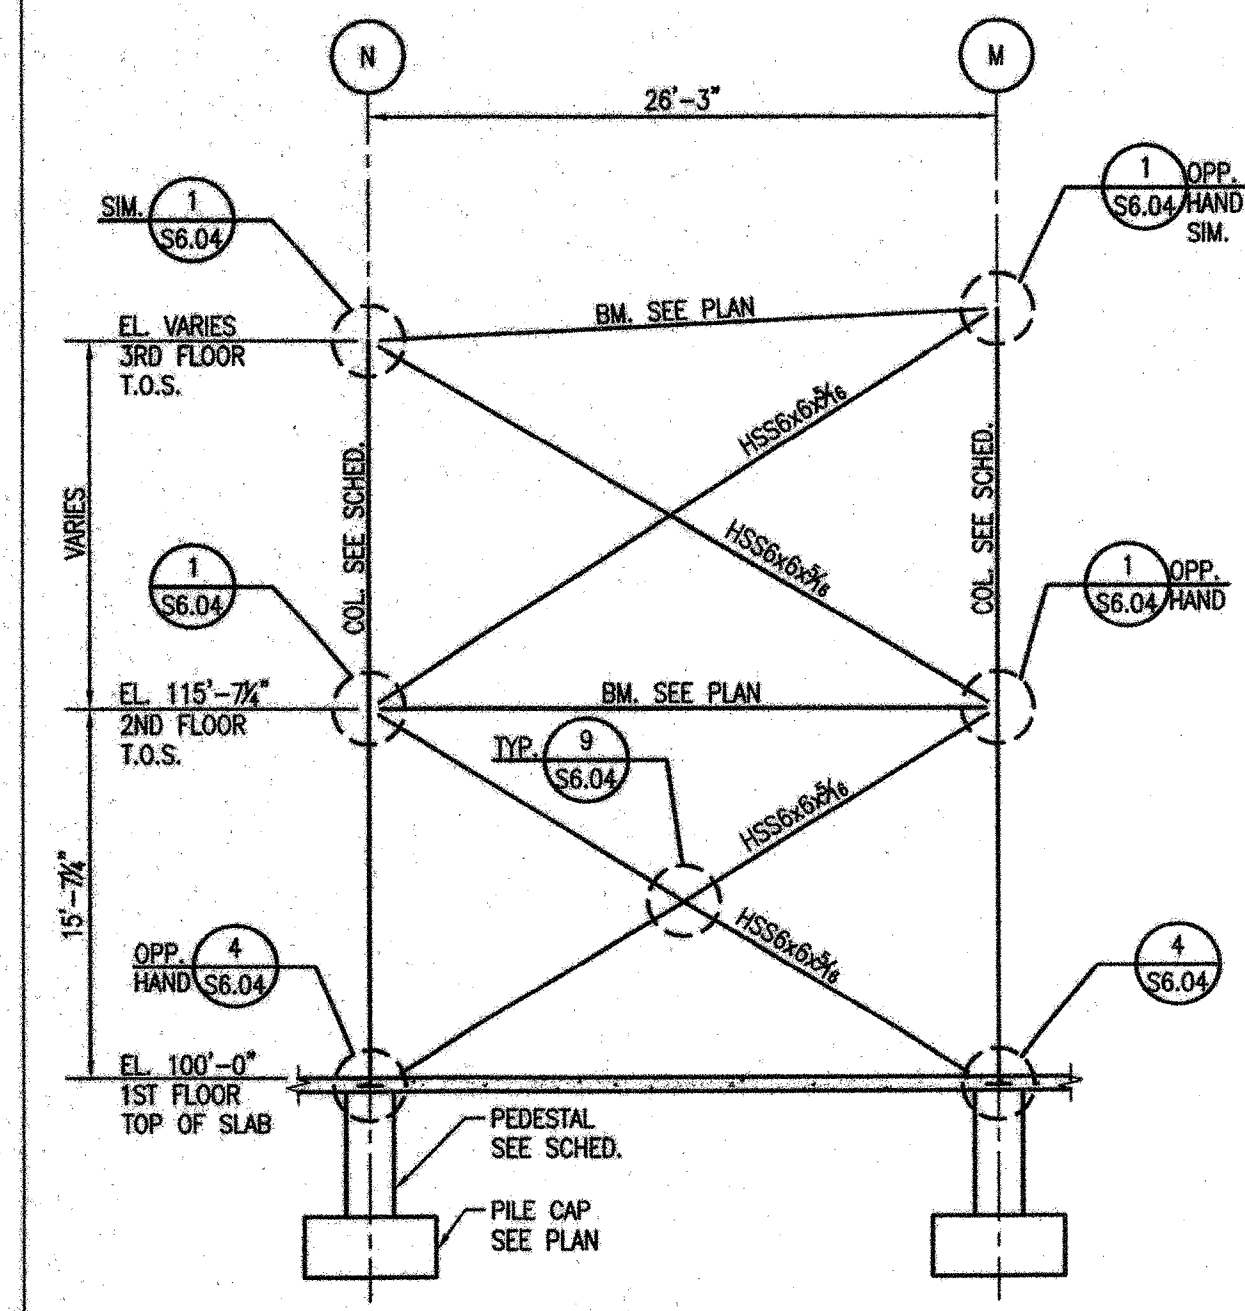 N
M
26'-3"
SIM.
1
S6.04
1
S6.04
OPP.
HAND
SIM.
EL. VARIES
3RD FLOOR
T.O.S.
BM. SEE PLAN
HSS6x6x5/16
HSS6x6x5/16
COL. SEE SCHED.
COL. SEE SCHED.
VARIES
1
S6.04
1
S6.04
OPP.
HAND
EL. 115'-7¼"
2ND FLOOR
T.O.S.
BM. SEE PLAN
TYP.
9
S6.04
HSS6x6x5/16
HSS6x6x5/16
15'-7¼"
OPP.
HAND
4
S6.04
4
S6.04
EL. 100'-0"
1ST FLOOR
TOP OF SLAB
PEDESTAL
SEE SCHED.
PILE CAP
SEE PLAN